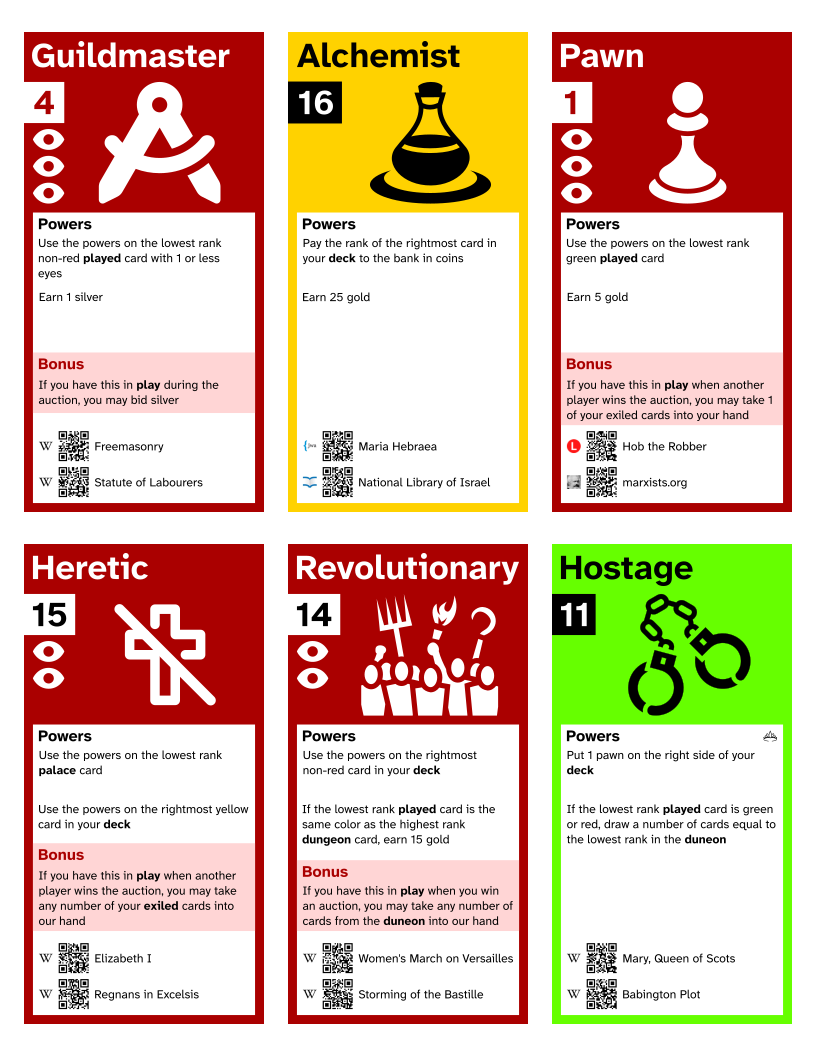 Guildmaster
4
Powers
Use the powers on the lowest rank
non-red played card with 1 or less
eyes
Earn 1 silver
Bonus
If you have this in play during the
auction, you may bid silver
W Freemasonry
W Statute of Labourers
Alchemist
16
Powers
Pay the rank of the rightmost card in
your deck to the bank in coins
Earn 25 gold
Maria Hebraea
National Library of Israel
Pawn
1
Powers
Use the powers on the lowest rank
green played card
Earn 5 gold
Bonus
If you have this in play when another
player wins the auction, you may take 1
of your exiled cards into your hand
L Hob the Robber
marxists.org
Heretic
15
Powers
Use the powers on the lowest rank
palace card
Use the powers on the rightmost yellow
card in your deck
Bonus
If you have this in play when another
player wins the auction, you may take
any number of your exiled cards into
our hand
W Elizabeth I
W Regnans in Excelsis
Revolutionary
14
Powers
Use the powers on the rightmost
non-red card in your deck
If the lowest rank played card is the
same color as the highest rank
dungeon card, earn 15 gold
Bonus
If you have this in play when you win
an auction, you may take any number of
cards from the duneon into our hand
W Women's March on Versailles
W Storming of the Bastille
Hostage
11
Powers
Put 1 pawn on the right side of your
deck
If the lowest rank played card is green
or red, draw a number of cards equal to
the lowest rank in the duneon
W Mary, Queen of Scots
W Babington Plot